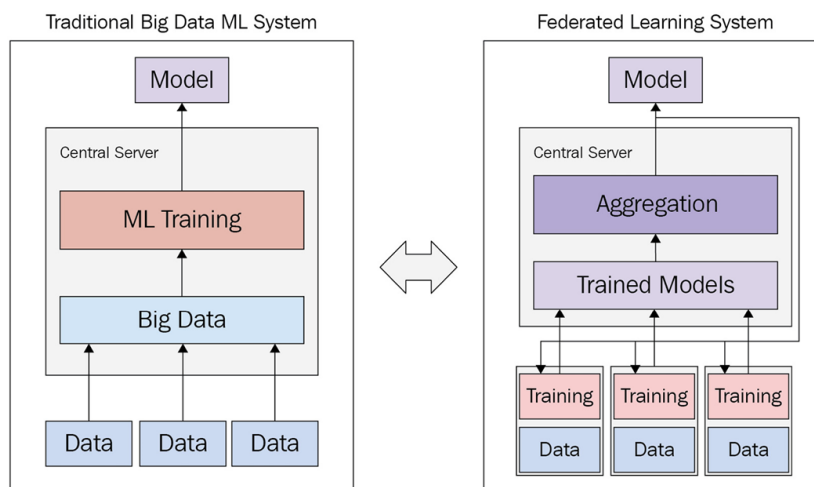 Traditional Big Data ML System
Model
Central Server
ML Training
Big Data
Data Data Data
Federated Learning System
Model
Central Server
Aggregation
Trained Models
Training Training Training
Data Data Data